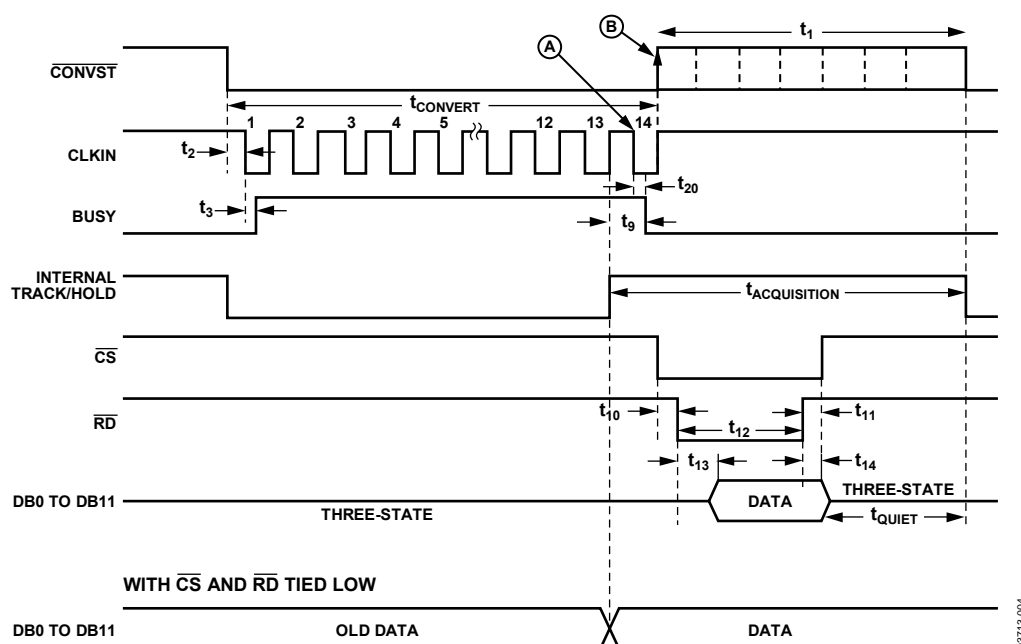 B
t1
A
CONVST
tCONVERT
1 2 3 4 5 12 13 14
CLKIN
t2
t20
t3
t9
BUSY
INTERNAL
TRACK/HOLD
tACQUISITION
CS
t10
t11
RD
t12
t13
t14
DB0 TO DB11
THREE-STATE
DATA
THREE-STATE
tQUIET
WITH CS AND RD TIED LOW
DB0 TO DB11
OLD DATA
DATA